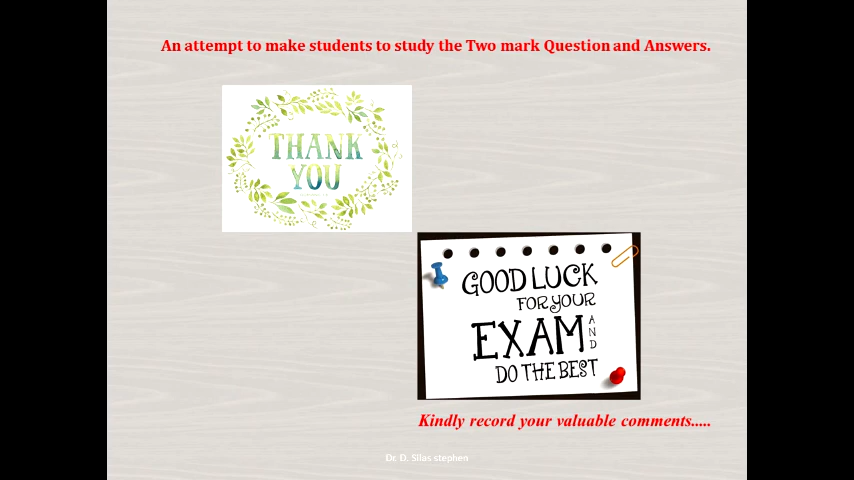 An attempt to make students to study the Two mark Question and Answers.
THANK
YOU
GOOD LUCK
FOR YOUR
EXAM AND
DO THE BEST
Kindly record your valuable comments.....
Dr. D. Silas stephen